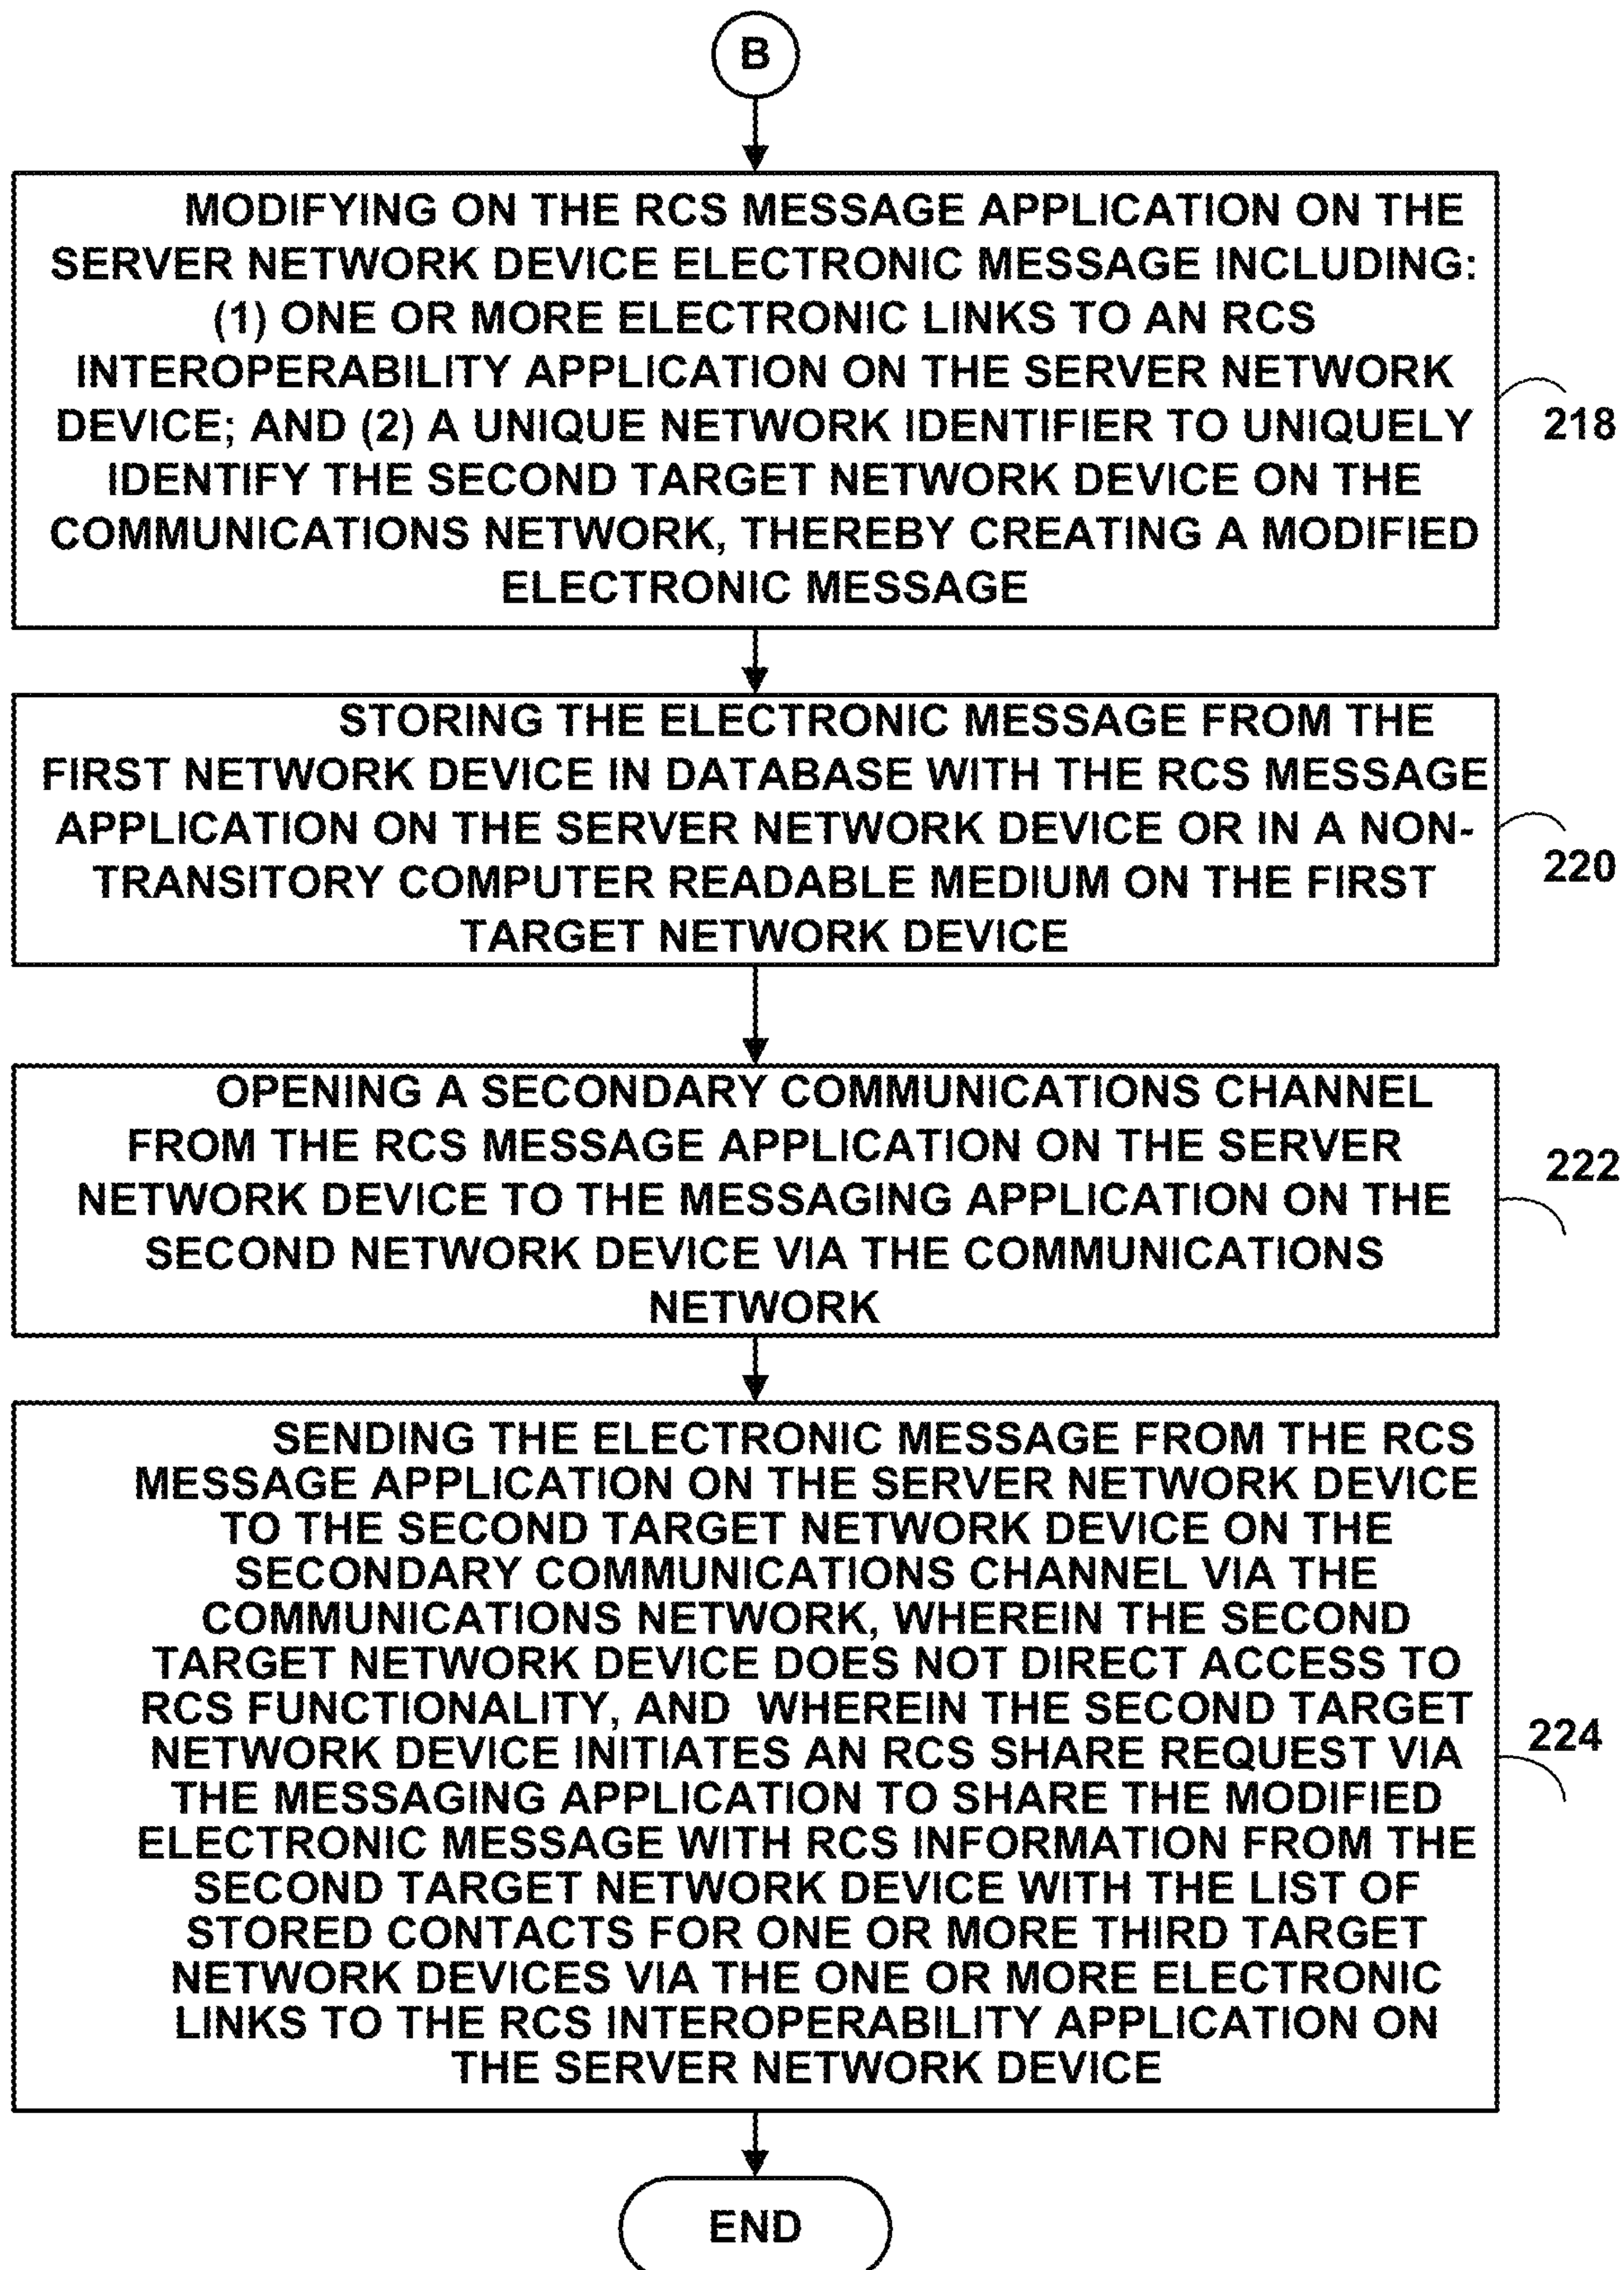 B
MODIFYING ON THE RCS MESSAGE APPLICATION ON THE
SERVER NETWORK DEVICE ELECTRONIC MESSAGE INCLUDING:
(1) ONE OR MORE ELECTRONIC LINKS TO AN RCS
INTEROPERABILITY APPLICATION ON THE SERVER NETWORK
DEVICE; AND (2) A UNIQUE NETWORK IDENTIFIER TO UNIQUELY
IDENTIFY THE SECOND TARGET NETWORK DEVICE ON THE
COMMUNICATIONS NETWORK, THEREBY CREATING A MODIFIED
ELECTRONIC MESSAGE
218
STORING THE ELECTRONIC MESSAGE FROM THE
FIRST NETWORK DEVICE IN DATABASE WITH THE RCS MESSAGE
APPLICATION ON THE SERVER NETWORK DEVICE OR IN A NON-
TRANSITORY COMPUTER READABLE MEDIUM ON THE FIRST
TARGET NETWORK DEVICE
220
OPENING A SECONDARY COMMUNICATIONS CHANNEL
FROM THE RCS MESSAGE APPLICATION ON THE SERVER
NETWORK DEVICE TO THE MESSAGING APPLICATION ON THE
SECOND NETWORK DEVICE VIA THE COMMUNICATIONS
NETWORK
222
SENDING THE ELECTRONIC MESSAGE FROM THE RCS
MESSAGE APPLICATION ON THE SERVER NETWORK DEVICE
TO THE SECOND TARGET NETWORK DEVICE ON THE
SECONDARY COMMUNICATIONS CHANNEL VIA THE
COMMUNICATIONS NETWORK, WHEREIN THE SECOND
TARGET NETWORK DEVICE DOES NOT DIRECT ACCESS TO
RCS FUNCTIONALITY, AND WHEREIN THE SECOND TARGET
NETWORK DEVICE INITIATES AN RCS SHARE REQUEST VIA
THE MESSAGING APPLICATION TO SHARE THE MODIFIED
ELECTRONIC MESSAGE WITH RCS INFORMATION FROM THE
SECOND TARGET NETWORK DEVICE WITH THE LIST OF
STORED CONTACTS FOR ONE OR MORE THIRD TARGET
NETWORK DEVICES VIA THE ONE OR MORE ELECTRONIC
LINKS TO THE RCS INTEROPERABILITY APPLICATION ON
THE SERVER NETWORK DEVICE
224
END